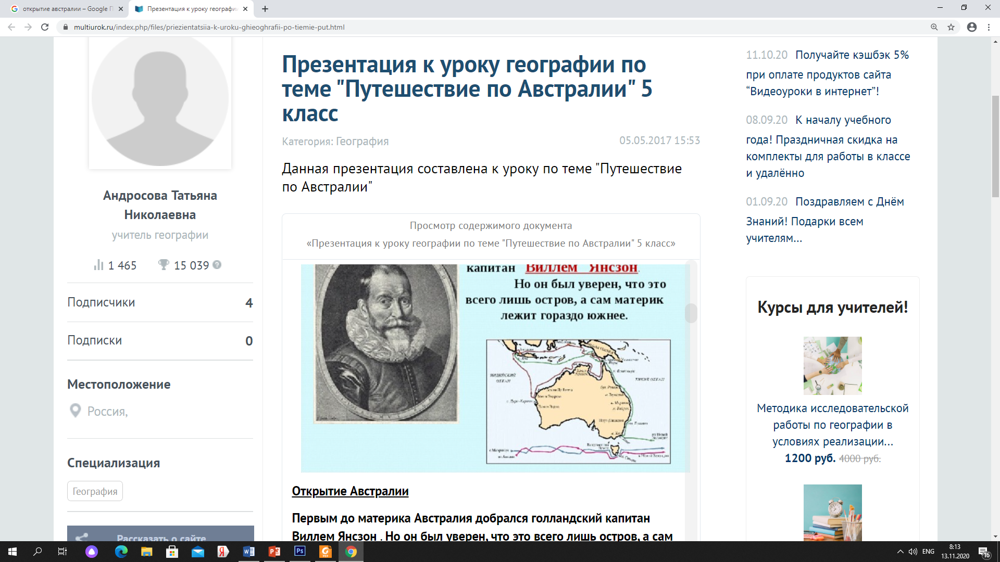 открытие австралии – Google П
Презентация к уроку географии
multiurok.ru/index.php/files/priezientatsiia-k-uroku-ghieoghrafii-po-tiemie-put.html
Андросова Татьяна
Николаевна
учитель географии
1 465
15 039
Подписчики 4
Подписки 0
Местоположение
Россия,
Специализация
География
Рассказать о сайте
Презентация к уроку географии по
теме "Путешествие по Австралии" 5
класс
Категория: География
05.05.2017 15:53
Данная презентация составлена к уроку по теме "Путешествие
по Австралии"
Просмотр содержимого документа
«Презентация к уроку географии по теме "Путешествие по Австралии" 5 класс»
капитан Виллем Янсзон.
Но он был уверен, что это
всего лишь остров, а сам материк
лежит гораздо южнее.
ИНДИЙСКИЙ
ОКЕАН
ТИХИЙ ОКЕАН
Открытие Австралии
Первым до материка Австралия добрался голландский капитан
Виллем Янсзон . Но он был уверен, что это всего лишь остров, а сам
11.10.20 Получайте кэшбэк 5%
при оплате продуктов сайта
“Видеоуроки в интернет”!
08.09.20 К началу учебного
года! Праздничная скидка на
комплекты для работы в классе
и удалённо
01.09.20 Поздравляем с Днём
Знаний! Подарки всем
учителям...
Курсы для учителей!
Методика исследовательской
работы по географии в
условиях реализации...
1200 руб. 4000 руб.
ENG
8:13
13.11.2020
16